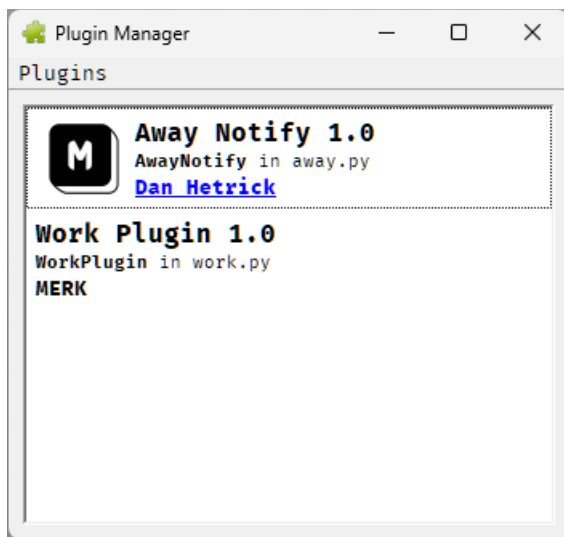 Plugin Manager
Plugins
M
Away Notify 1.0
AwayNotify in away.py
Dan Hetrick
Work Plugin 1.0
WorkPlugin in work.py
MERK